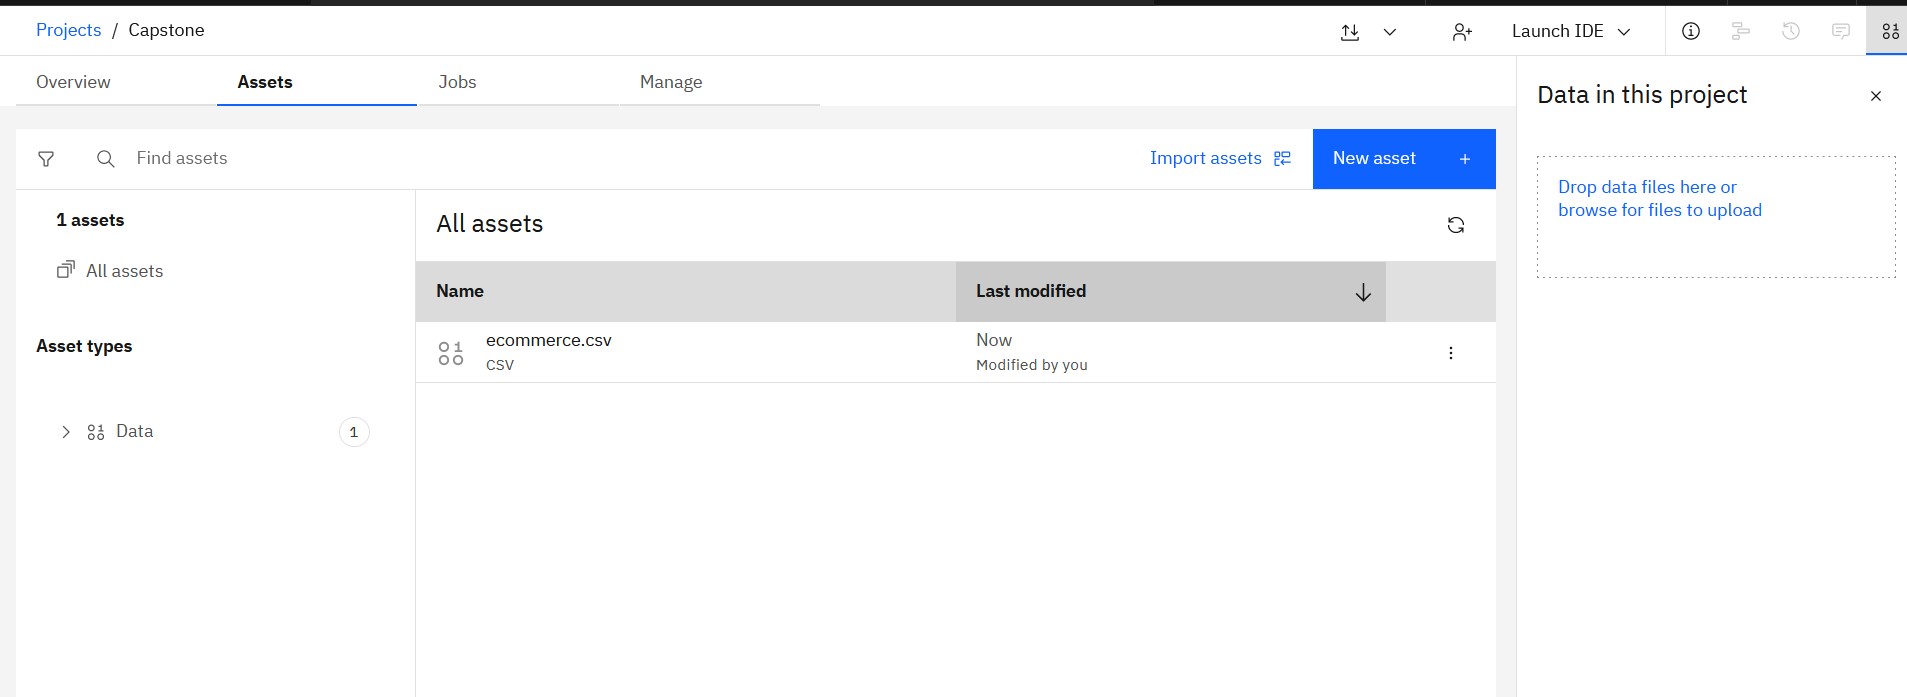 Projects / Capstone
Launch IDE
Overview
Assets
Jobs
Manage
Data in this project
Find assets
Import assets
New asset +
Drop data files here or
browse for files to upload
1 assets
All assets
All assets
Name
Last modified
Asset types
ecommerce.csv
CSV
Now
Modified by you
Data
1